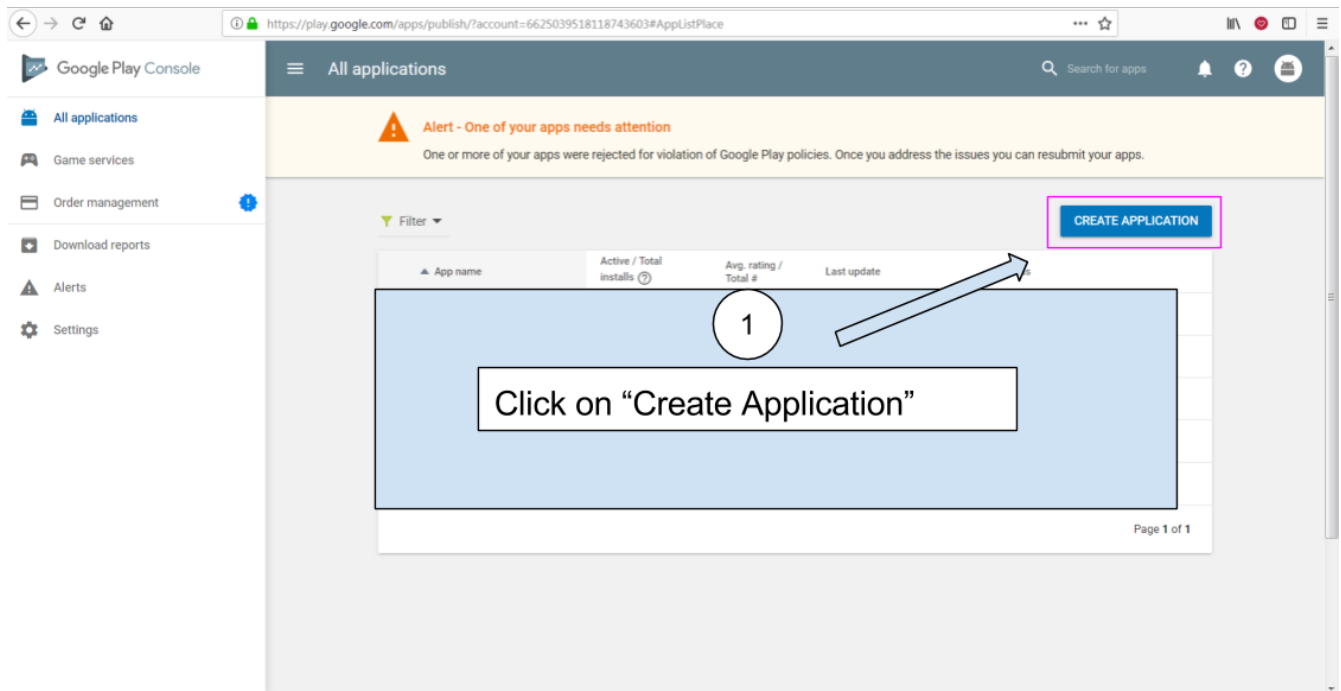 https://play.google.com/apps/publish/?account=6625039518118743603#AppListPlace
Google Play Console
All applications
Search for apps
All applications
Game services
Order management
Download reports
Alerts
Settings
Alert - One of your apps needs attention
One or more of your apps were rejected for violation of Google Play policies. Once you address the issues you can resubmit your apps.
Filter
CREATE APPLICATION
App name
Active / Total
installs
Avg. rating /
Total #
Last update
1
Click on “Create Application”
Page 1 of 1